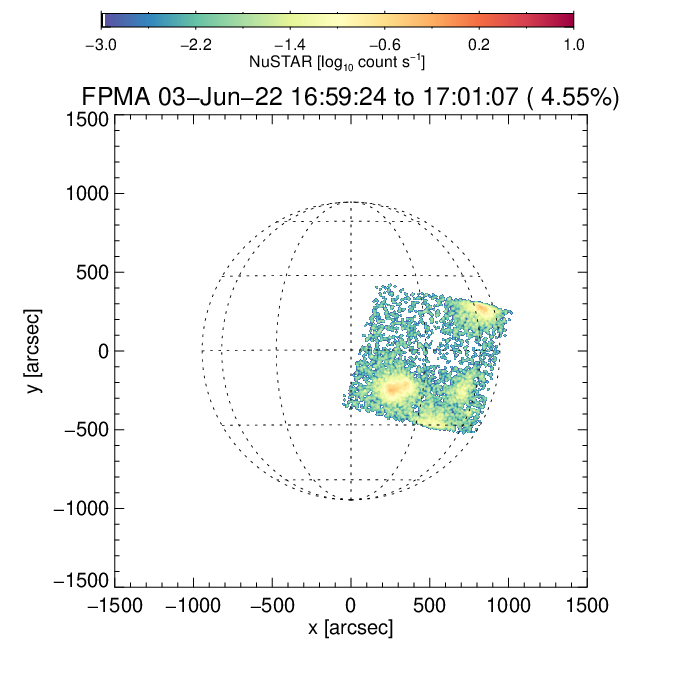 −3.0 −2.2 −1.4 −0.6 0.2 1.0
NuSTAR [log₁₀ count s⁻¹]
FPMA 03−Jun−22 16:59:24 to 17:01:07 ( 4.55%)
1500
1000
500
0
−500
−1000
−1500
y [arcsec]
−1500 −1000 −500 0 500 1000 1500
x [arcsec]